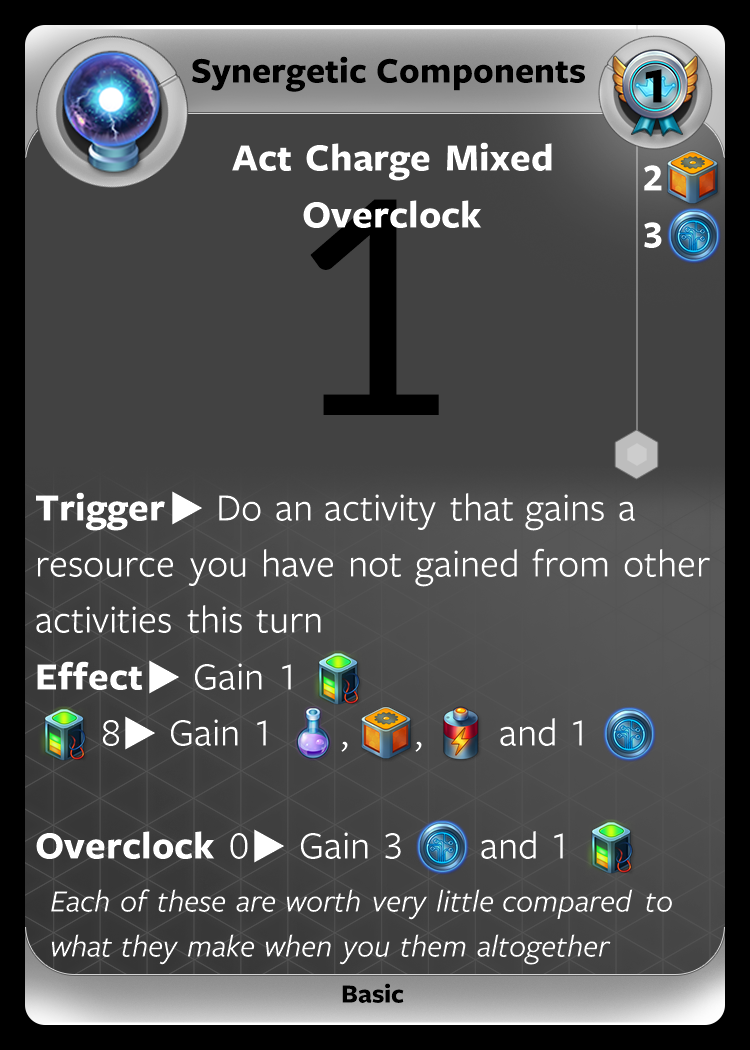 Synergetic Components
1
Act Charge Mixed
Overclock
2
3
1
Trigger▶ Do an activity that gains a
resource you have not gained from other
activities this turn
Effect▶ Gain 1
8▶ Gain 1 , , and 1
Overclock 0▶ Gain 3 and 1
Each of these are worth very little compared to
what they make when you them altogether
Basic